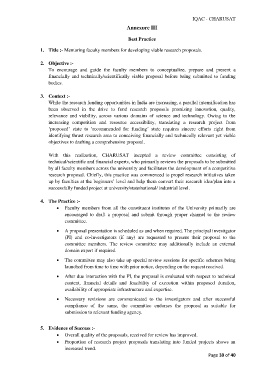 IQAC - CHARUSAT
Annexure III
Best Practice
1. Title :- Nurturing faculty members for developing viable research proposals.
2. Objective :-
To encourage and guide the faculty members to conceptualize, prepare and present a
financially and technically/scientifically viable proposal before being submitted to funding
bodies.
3. Context :-
While the research funding opportunities in India are increasing, a parallel intensification has
been observed in the drive to fund research proposals promising innovation, quality,
relevance and viability, across various domains of science and technology. Owing to the
increasing competition and resource accessibility, translating a research project from
'proposed' state to 'recommended for funding' state requires sincere efforts right from
identifying thrust research area to conceiving financially and technically relevant yet viable
objectives to drafting a comprehensive proposal.
With this realization, CHARUSAT incepted a review committee consisting of
technical/scientific and financial experts, who primarily reviews the proposals to be submitted
by all faculty members across the university and facilitates the development of a competitive
research proposal. Chiefly, this practice was commenced to propel research initiatives taken
up by faculties at the beginners' level and help them convert their research idea/plan into a
successfully funded project at university/state/national/ industrial level.
4. The Practice :-
• Faculty members from all the constituent institutes of the University primarily are
encouraged to draft a proposal and submit through proper channel to the review
committee.
• A proposal presentation is scheduled as and when required. The principal investigator
(PI) and co-investigators (if any) are requested to present their proposal to the
committee members. The review committee may additionally include an external
domain expert if required.
• The committee may also take up special review sessions for specific schemes being
launched from time to time with prior notice, depending on the request received.
• After due interaction with the PI, the proposal is evaluated with respect to technical
content, financial details and feasibility of execution within proposed duration,
availability of appropriate infrastructure and expertise.
• Necessary revisions are communicated to the investigators and after successful
compliance of the same, the committee endorses the proposal as suitable for
submission to relevant funding agency.
5. Evidence of Success :-
• Overall quality of the proposals, received for review has improved.
• Proportion of research project proposals translating into funded projects shows an
increased trend.
Page 38 of 40